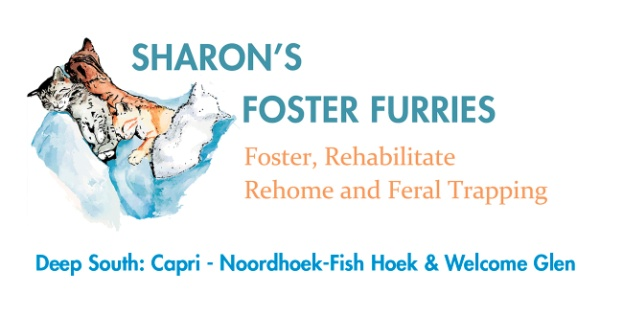 SHARON'S
FOSTER FURRIES
Foster, Rehabilitate
Rehome and Feral Trapping
Deep South: Capri - Noordhoek-Fish Hoek & Welcome Glen